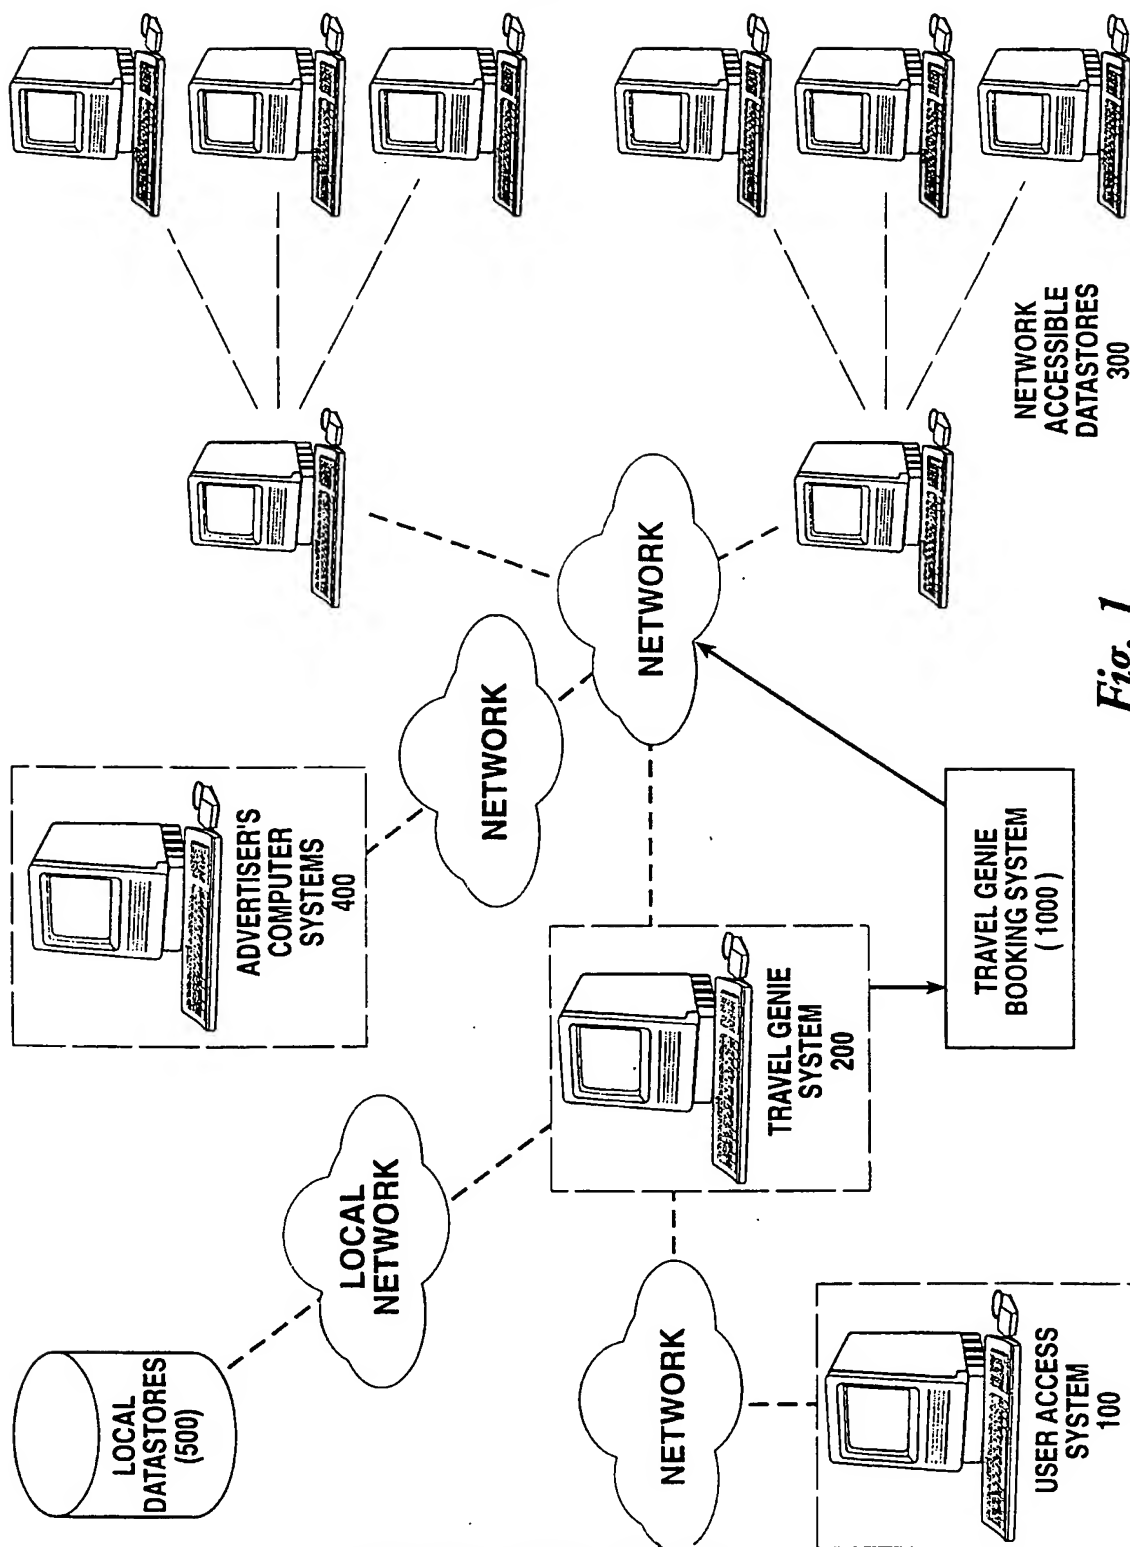 LOCAL
DATASTORES
(500)
LOCAL
NETWORK
ADVERTISER'S
COMPUTER
SYSTEMS
400
NETWORK
NETWORK
TRAVEL GENIE
SYSTEM
200
NETWORK
USER ACCESS
SYSTEM
100
TRAVEL GENIE
BOOKING SYSTEM
( 1000 )
NETWORK
ACCESSIBLE
DATASTORES
300
Fig. 1